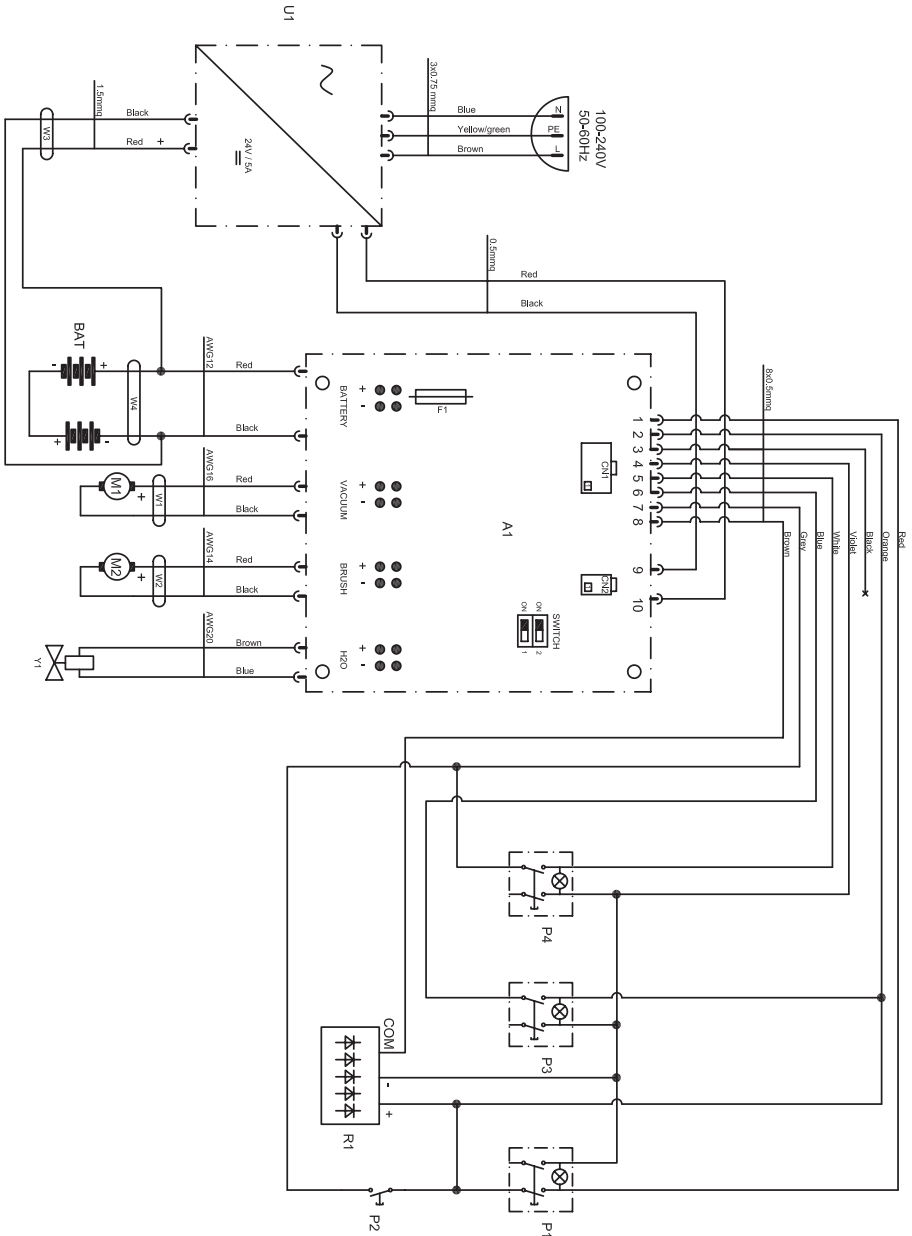 U1
100-240V
50-60Hz
N
PE
L
Blue
Yellow/green
Brown
3x0.75 mmq
24V / 5A
1.5mmq
Black
Red +
W3
0.5mmq
Red
Black
BAT
- +
+ -
W4
AWG12
Red
Black
M1
+
W1
AWG16
Red
Black
M2
+
W2
AWG14
Red
Black
Y1
AWG20
Brown
Blue
BATTERY
+
-
F1
VACUUM
+
-
BRUSH
+
-
H2O
+
-
A1
CN1
CN2
SWITCH
ON ON
1 2
1
2
3
4
5
6
7
8
9
10
8x0.5mmq
Brown
Grey
Blue
White
Violet
Black
Orange
Red
P4
P3
COM
-
+
R1
P2
P1